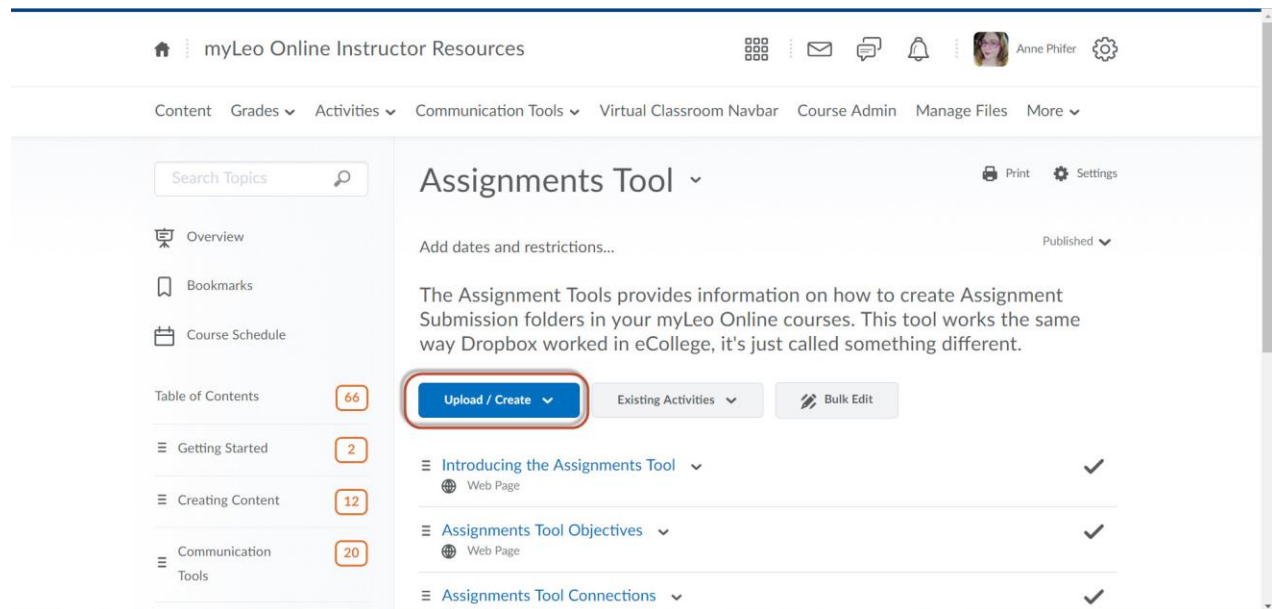 myLeo Online Instructor Resources
Anne Phifer
Content Grades Activities Communication Tools Virtual Classroom Navbar Course Admin Manage Files More
Search Topics
Overview
Bookmarks
Course Schedule
Table of Contents 66
Getting Started 2
Creating Content 12
Communication 20
Tools
Assignments Tool
Print Settings
Add dates and restrictions...
Published
The Assignment Tools provides information on how to create Assignment
Submission folders in your myLeo Online courses. This tool works the same
way Dropbox worked in eCollege, it's just called something different.
Upload / Create Existing Activities Bulk Edit
Introducing the Assignments Tool
Web Page
Assignments Tool Objectives
Web Page
Assignments Tool Connections